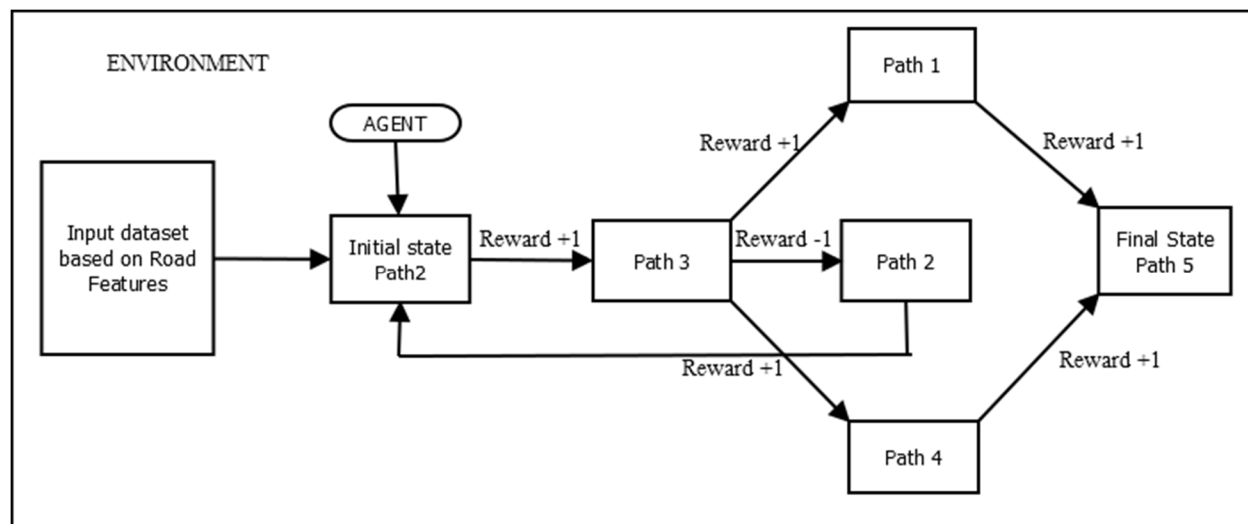 ENVIRONMENT
AGENT
Input dataset
based on Road
Features
Initial state
Path2
Reward +1
Path 3
Reward +1
Path 1
Reward +1
Reward -1
Path 2
Reward +1
Path 4
Reward +1
Final State
Path 5